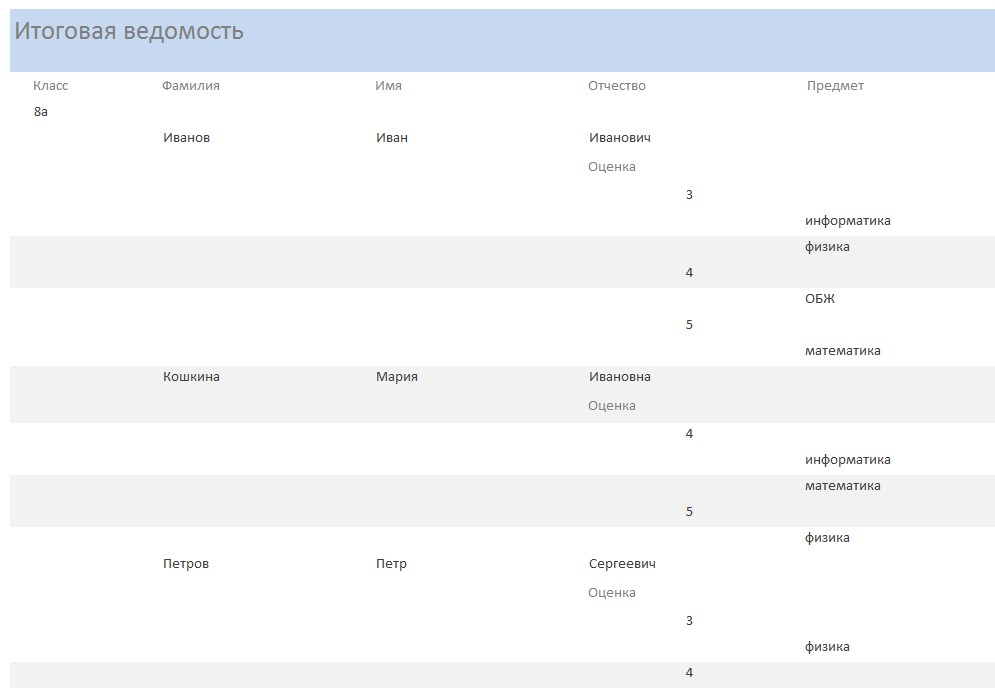 Итоговая ведомость
Класс Фамилия Имя Отчество Предмет
8а
Иванов Иван Иванович
Оценка
3
информатика
физика
4
ОБЖ
5
математика
Кошкина Мария Ивановна
Оценка
4
информатика
математика
5
физика
Петров Петр Сергеевич
Оценка
3
физика
4